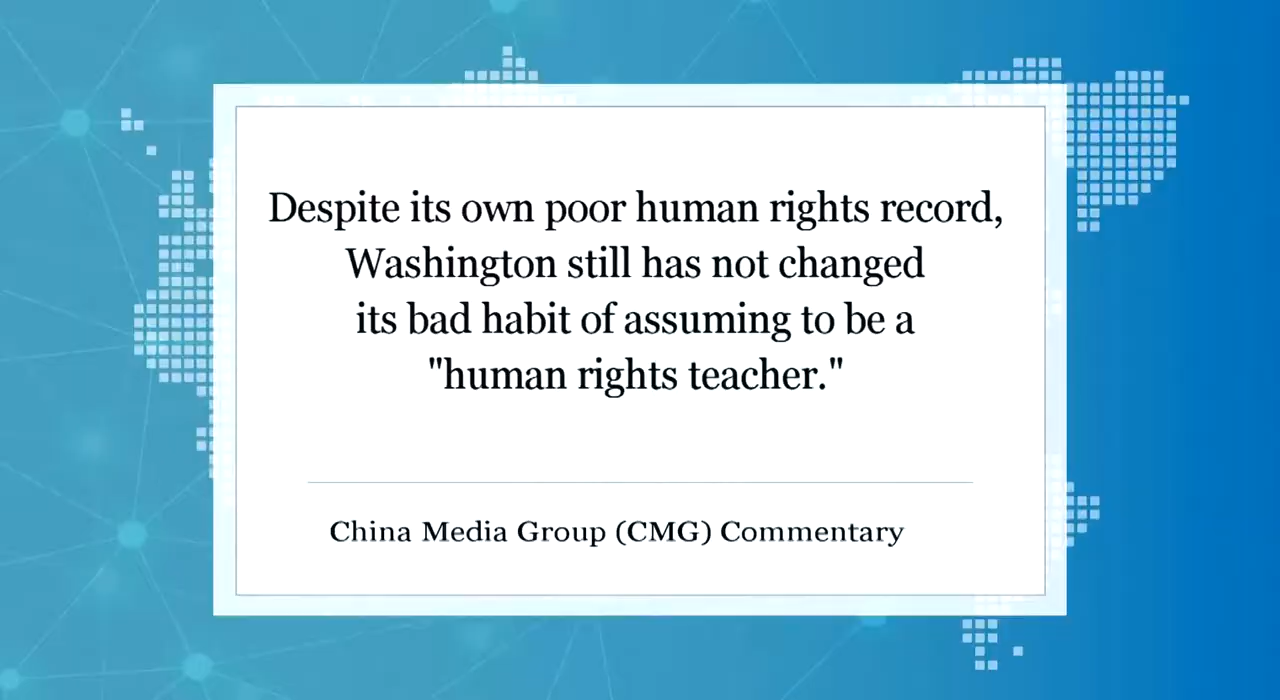 Despite its own poor human rights record,
Washington still has not changed
its bad habit of assuming to be a
"human rights teacher."
China Media Group (CMG) Commentary